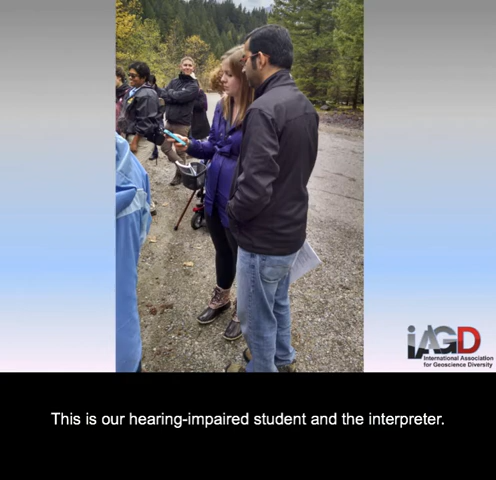 iAGD
International Association
for Geoscience Diversity
This is our hearing-impaired student and the interpreter.